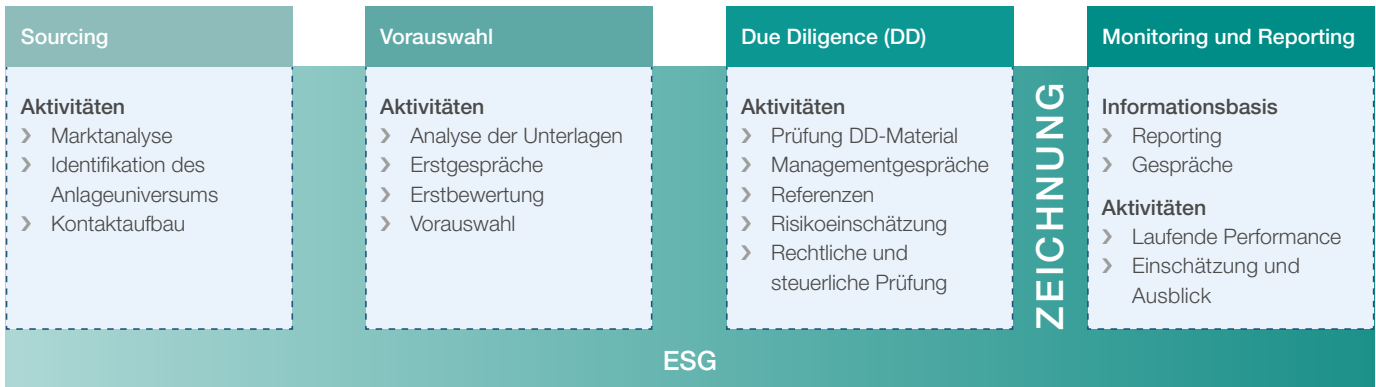 Sourcing
Aktivitäten
› Marktanalyse
› Identifikation des
Anlageuniversums
› Kontaktaufbau
Vorauswahl
Aktivitäten
› Analyse der Unterlagen
› Erstgespräche
› Erstbewertung
› Vorauswahl
Due Diligence (DD)
Aktivitäten
› Prüfung DD-Material
› Managementgespräche
› Referenzen
› Risikoeinschätzung
› Rechtliche und
steuerliche Prüfung
ZEICHNUNG
Monitoring und Reporting
Informationsbasis
› Reporting
› Gespräche
Aktivitäten
› Laufende Performance
› Einschätzung und
Ausblick
ESG